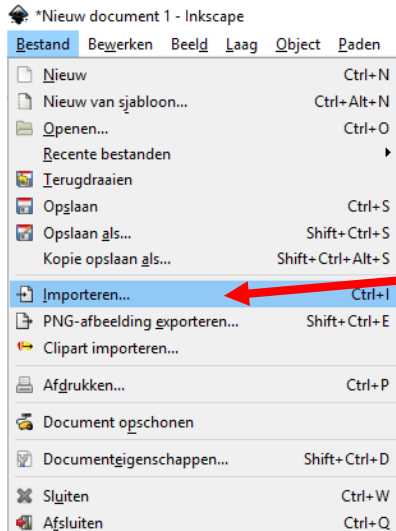 *Nieuw document 1 - Inkscape
Bestand Bewerken Beeld Laag Object Paden
Nieuw Ctrl+N
Nieuw van sjabloon... Ctrl+Alt+N
Openen... Ctrl+O
Recente bestanden
Terugdraaien
Opslaan Ctrl+S
Opslaan als... Shift+Ctrl+S
Kopie opslaan als... Shift+Ctrl+Alt+S
Importeren... Ctrl+I
PNG-afbeelding exporteren... Shift+Ctrl+E
Clipart importeren...
Afdrukken... Ctrl+P
Document opschonen
Documenteigenschappen... Shift+Ctrl+D
Sluiten Ctrl+W
Afsluiten Ctrl+Q